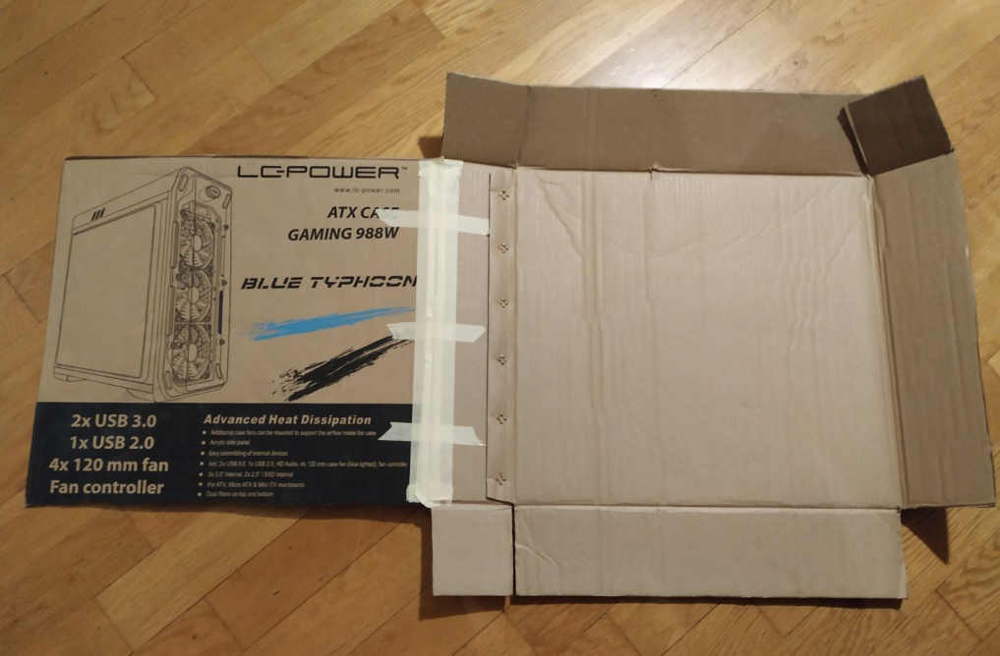 LC-POWER™
www.lc-power.com
ATX CASE
GAMING 988W
BLUE TYPHOON
2x USB 3.0
1x USB 2.0
4x 120 mm fan
Fan controller
Advanced Heat Dissipation
• Additional case fans can be mounted to support the airflow inside the case
• Acrylic side panel
• Easy assembling of internal devices
• Incl. 2x USB 3.0, 1x USB 2.0, HD Audio, 4x 120 mm case fan (blue lighted), fan controller
• 2x 3,5" internal, 2x 2,5" / SSD internal
• For ATX, Micro ATX & Mini ITX mainboards
• Dust filters on top and bottom